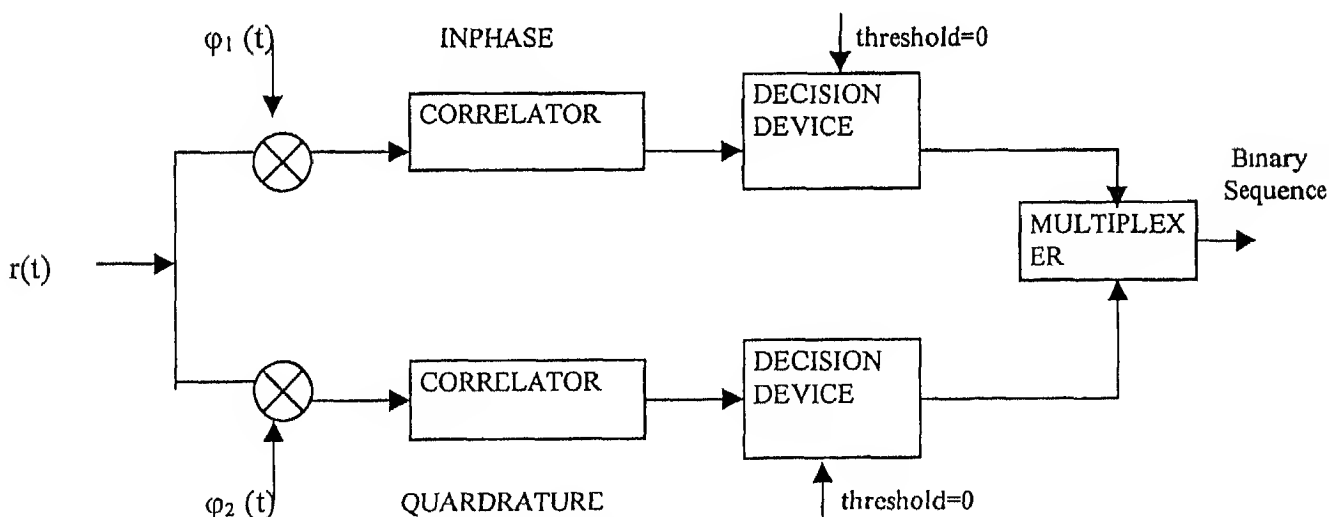 φ1 (t)
INPHASE
threshold=0
CORRELATOR
DECISION
DEVICE
Binary
Sequence
MULTIPLEX
ER
r(t)
CORRELATOR
DECISION
DEVICE
φ2 (t)
QUARDRATURE
threshold=0